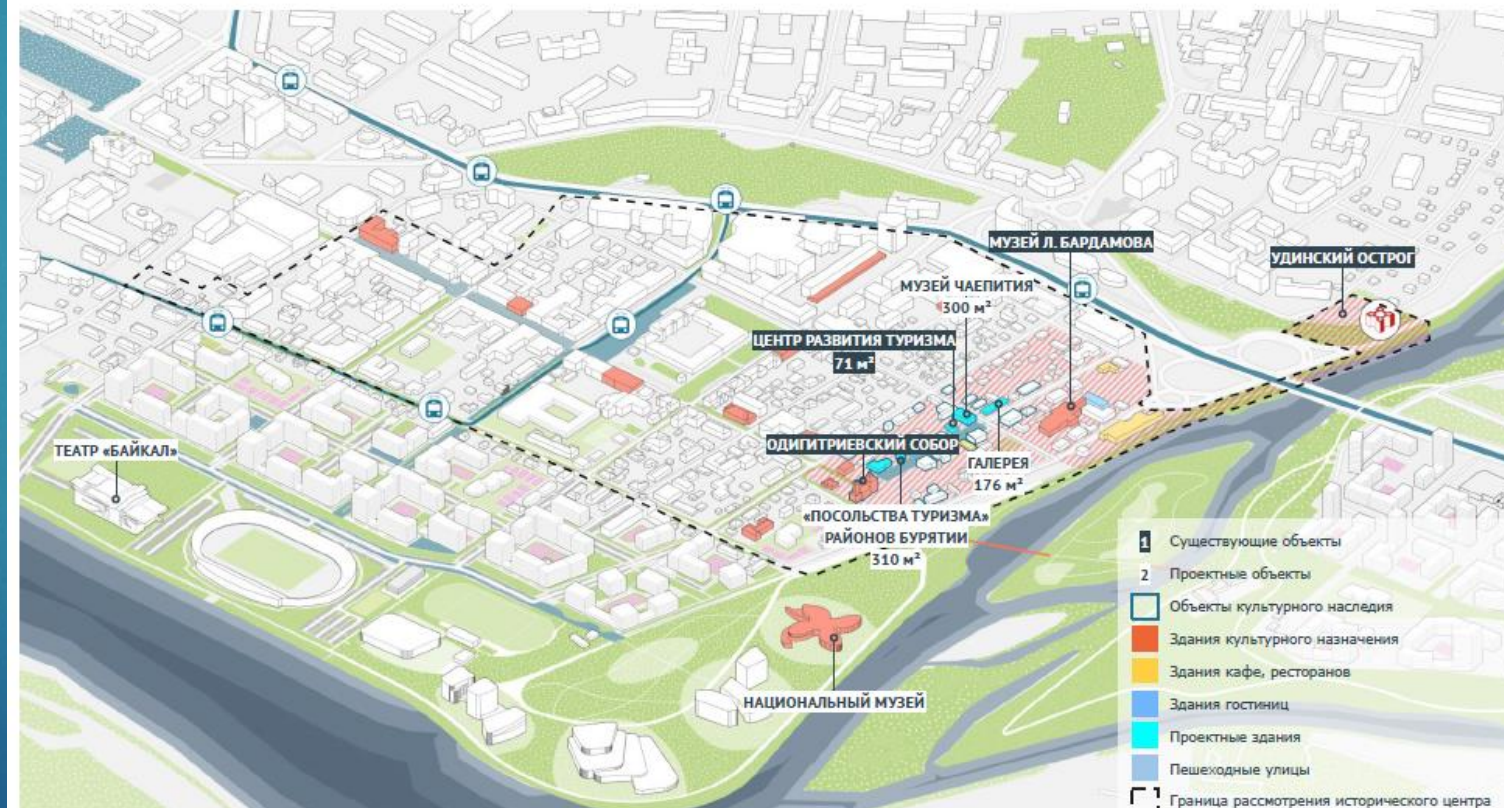 МУЗЕЙ Л. БАРДАМОВА
УДИНСКИЙ ОСТРОГ
МУЗЕЙ ЧАЕПИТИЯ
300 м²
ЦЕНТР РАЗВИТИЯ ТУРИЗМА
71 м²
ТЕАТР «БАЙКАЛ»
ОДИГИТРИЕВСКИЙ СОБОР
ГАЛЕРЕЯ
176 м²
«ПОСОЛЬСТВА ТУРИЗМА»
РАЙОНОВ БУРЯТИИ
310 м²
НАЦИОНАЛЬНЫЙ МУЗЕЙ
1 Существующие объекты
2 Проектные объекты
Объекты культурного наследия
Здания культурного назначения
Здания кафе, ресторанов
Здания гостиниц
Проектные здания
Пешеходные улицы
Граница рассмотрения исторического центра